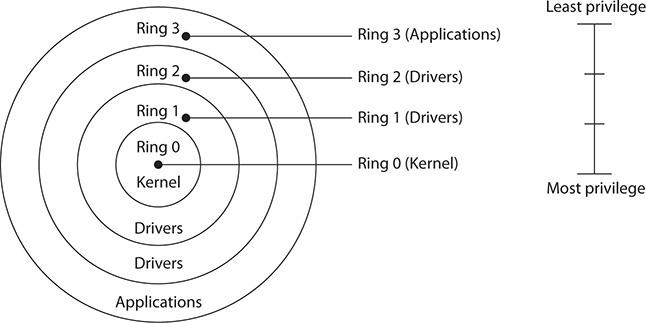 Ring 3
Ring 2
Ring 1
Ring 0
Kernel
Drivers
Drivers
Applications
Ring 3 (Applications)
Ring 2 (Drivers)
Ring 1 (Drivers)
Ring 0 (Kernel)
Least privilege
Most privilege